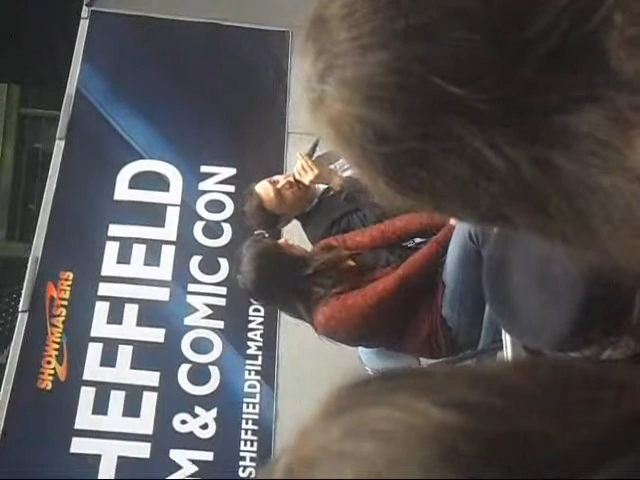 SHOWMASTERS
HEFFIELD
M & COMIC CON
SHEFFIELDFILMAND